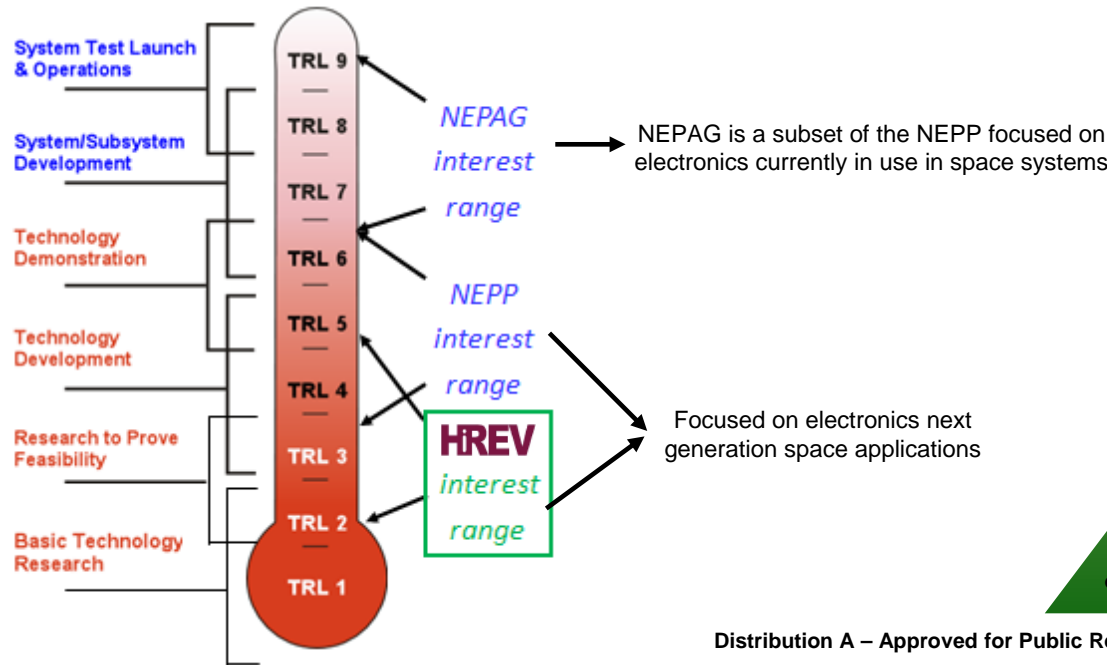 System Test Launch
& Operations
System/Subsystem
Development
Technology
Demonstration
Technology
Development
Research to Prove
Feasibility
Basic Technology
Research
TRL 9
TRL 8
TRL 7
TRL 6
TRL 5
TRL 4
TRL 3
TRL 2
TRL 1
NEPAG
interest
range
NEPP
interest
range
HiREV
interest
range
NEPAG is a subset of the NEPP focused on
electronics currently in use in space systems
Focused on electronics next
generation space applications
Distribution A – Approved for Public Re